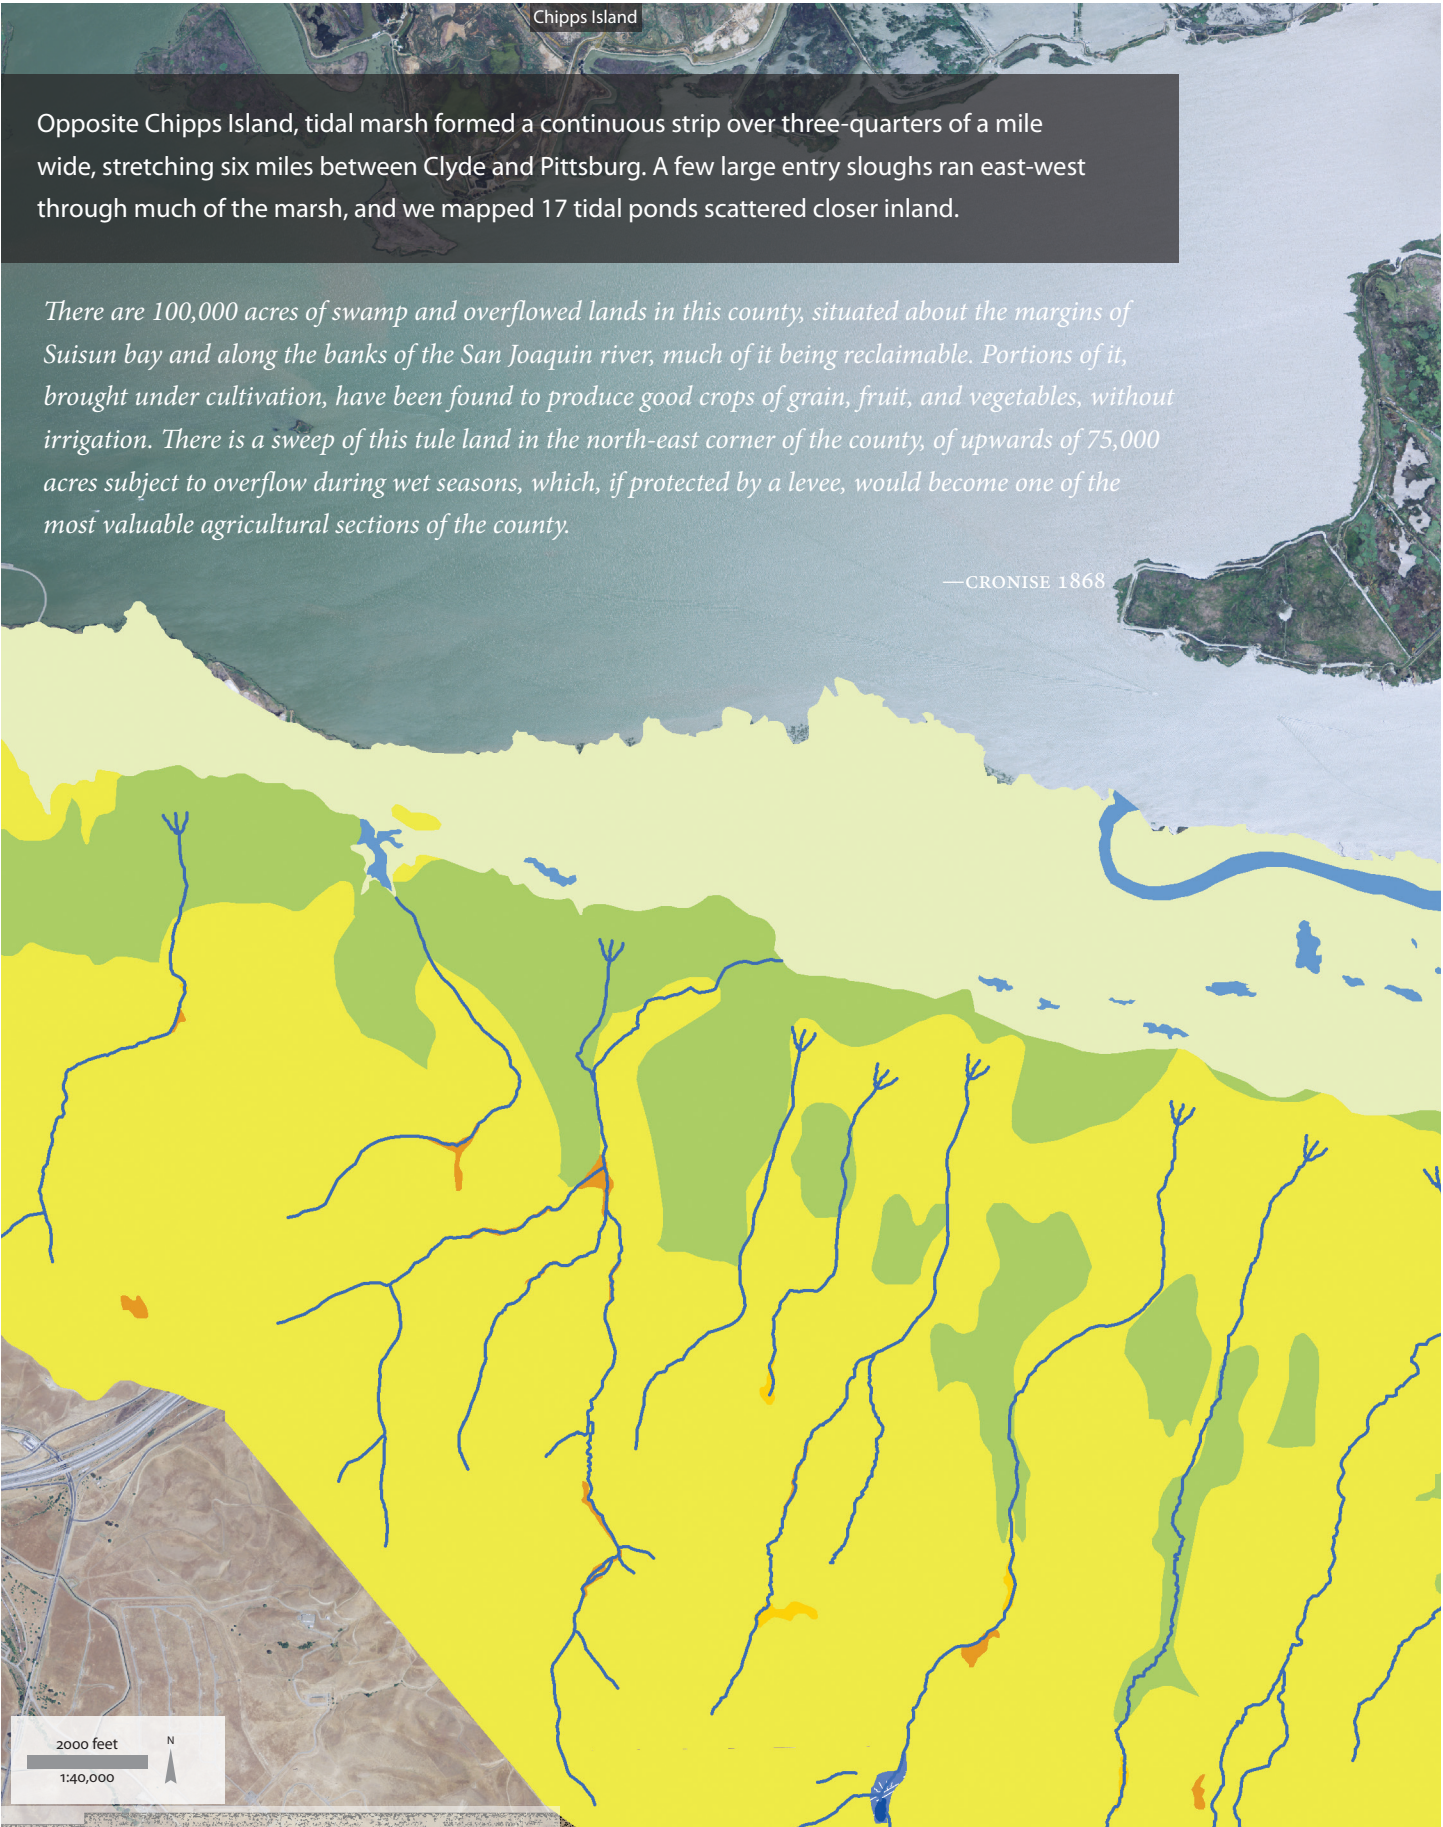 Chipps Island
Opposite Chipps Island, tidal marsh formed a continuous strip over three-quarters of a mile
wide, stretching six miles between Clyde and Pittsburg. A few large entry sloughs ran east-west
through much of the marsh, and we mapped 17 tidal ponds scattered closer inland.
There are 100,000 acres of swamp and overflowed lands in this county, situated about the margins of
Suisun bay and along the banks of the San Joaquin river, much of it being reclaimable. Portions of it,
brought under cultivation, have been found to produce good crops of grain, fruit, and vegetables, without
irrigation. There is a sweep of this tule land in the north-east corner of the county, of upwards of 75,000
acres subject to overflow during wet seasons, which, if protected by a levee, would become one of the
most valuable agricultural sections of the county.
—CRONISE 1868
2000 feet
N
1:40,000